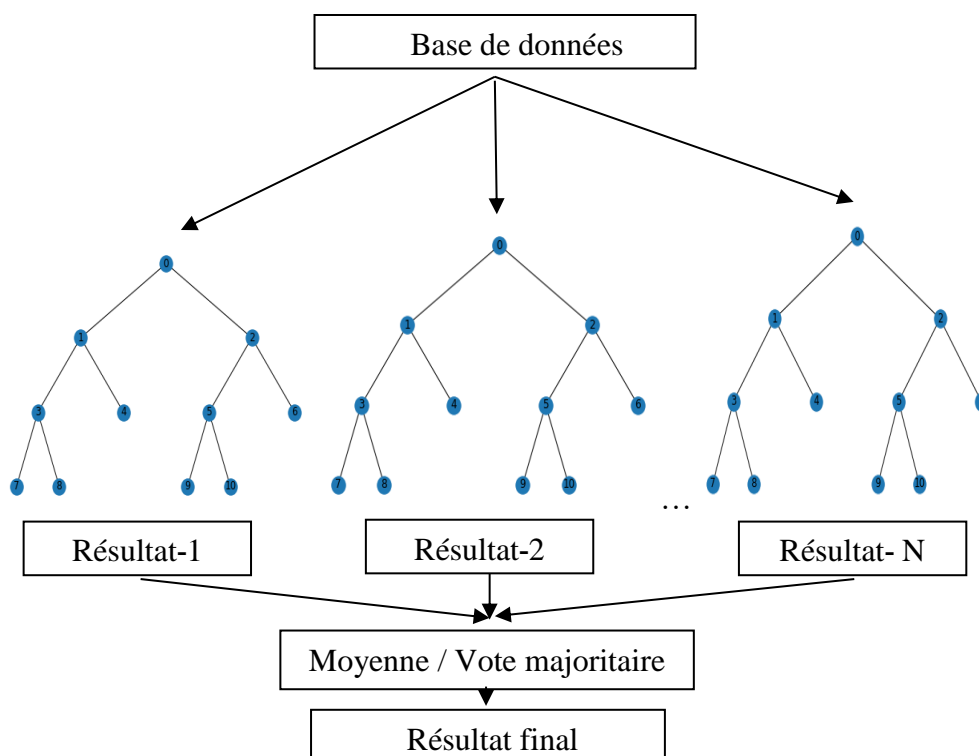 Base de données
0 0 0
1 2 1 2 1 2
3 4 5 6 3 4 5 6 3 4 5
7 8 9 10 7 8 9 10 7 8 9 10
...
Résultat-1 Résultat-2 Résultat- N
Moyenne / Vote majoritaire
Résultat final